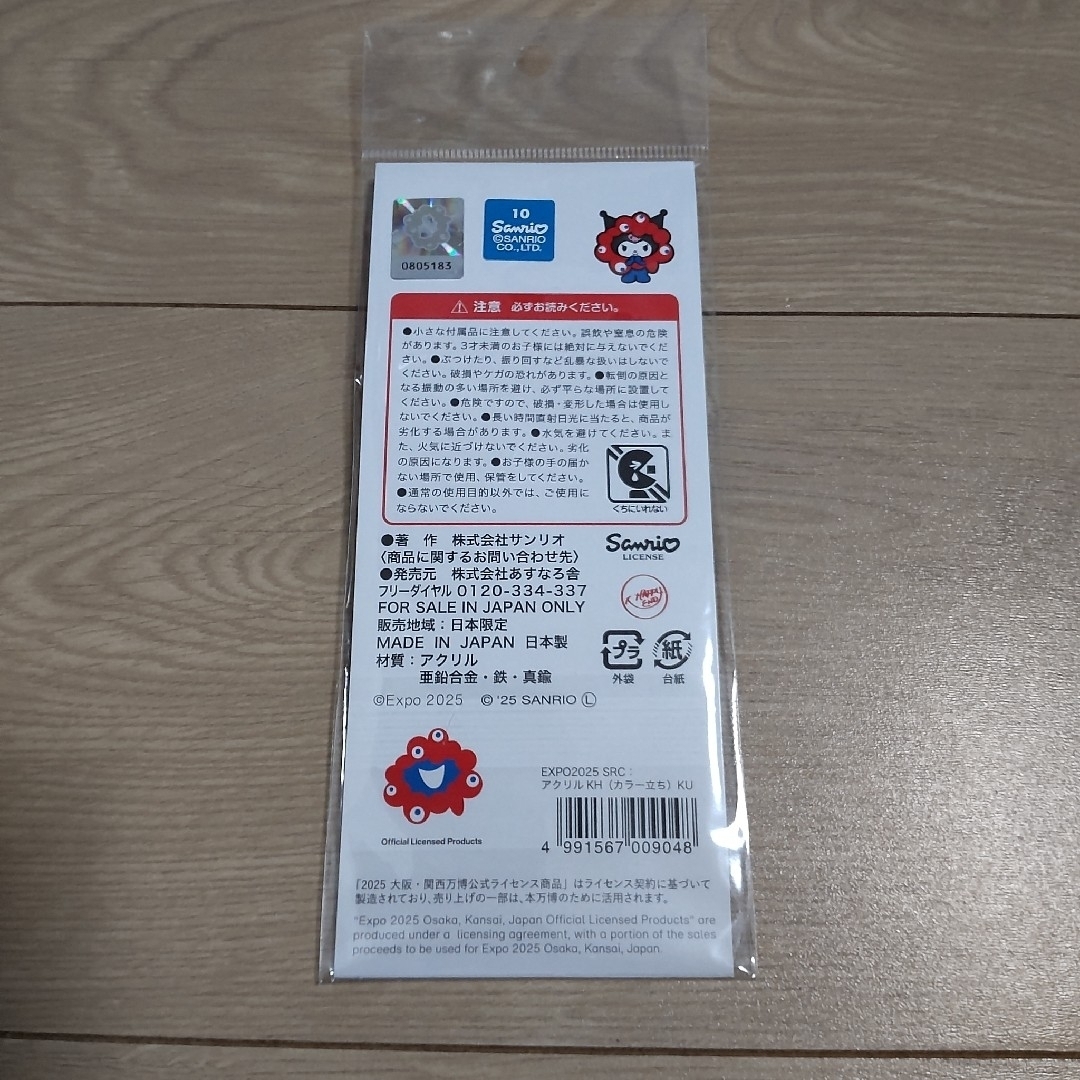 0805183
10
Sanrio
©SANRIO
CO.,LTD.
注意 必ずお読みください。
●小さな付属品に注意してください。誤飲や窒息の危険
があります。3才未満のお子様には絶対に与えないでくだ
さい。●ぶつけたり、振り回すなど乱暴な扱いはしないで
ください。破損やケガの恐れがあります。●転倒の原因と
なる振動の多い場所を避け、必ず平らな場所に設置して
ください。●危険ですので、破損・変形した場合は使用し
ないでください。●長い時間直射日光に当たると、商品が
劣化する場合があります。●水気を避けてください。ま
た、火気に近づけないでください。劣化
の原因になります。●お子様の手の届か
ない場所で使用、保管をしてください。
●通常の使用目的以外では、ご使用に
ならないでください。
くちにいれない
●著 作 株式会社サンリオ
〈商品に関するお問い合わせ先〉
●発売元 株式会社あすなろ舎
フリーダイヤル 0120-334-337
FOR SALE IN JAPAN ONLY
販売地域：日本限定
MADE IN JAPAN 日本製
材質：アクリル
亜鉛合金・鉄・真鍮
Sanrio
LICENSE
プラ
外袋
紙
台紙
©Expo 2025 © '25 SANRIO Ⓛ
Official Licensed Products
EXPO2025 SRC：
アクリルKH（カラー立ち）KU
4 991567 009048
「2025 大阪・関西万博公式ライセンス商品」はライセンス契約に基づいて
製造されており、売り上げの一部は、本万博のために活用されます。
"Expo 2025 Osaka, Kansai, Japan Official Licensed Products" are
produced under a licensing agreement, with a portion of the sales
proceeds to be used for Expo 2025 Osaka, Kansai, Japan.